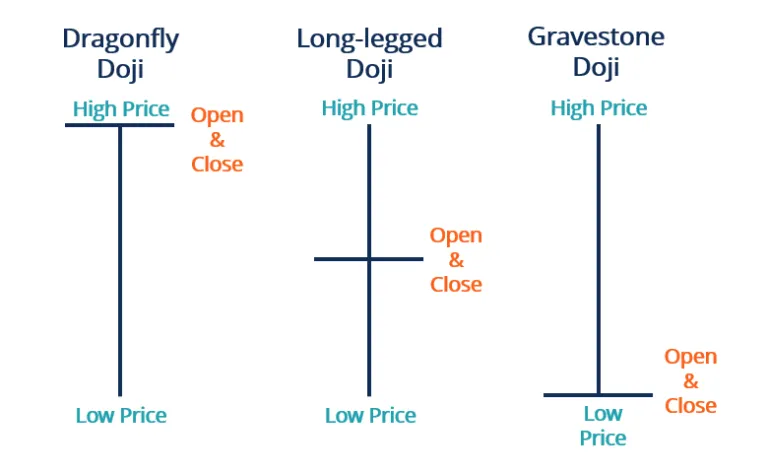 Dragonfly
Doji
High Price
Open
&
Close
Low Price
Long-legged
Doji
High Price
Open
&
Close
Low Price
Gravestone
Doji
High Price
Open
&
Close
Low
Price